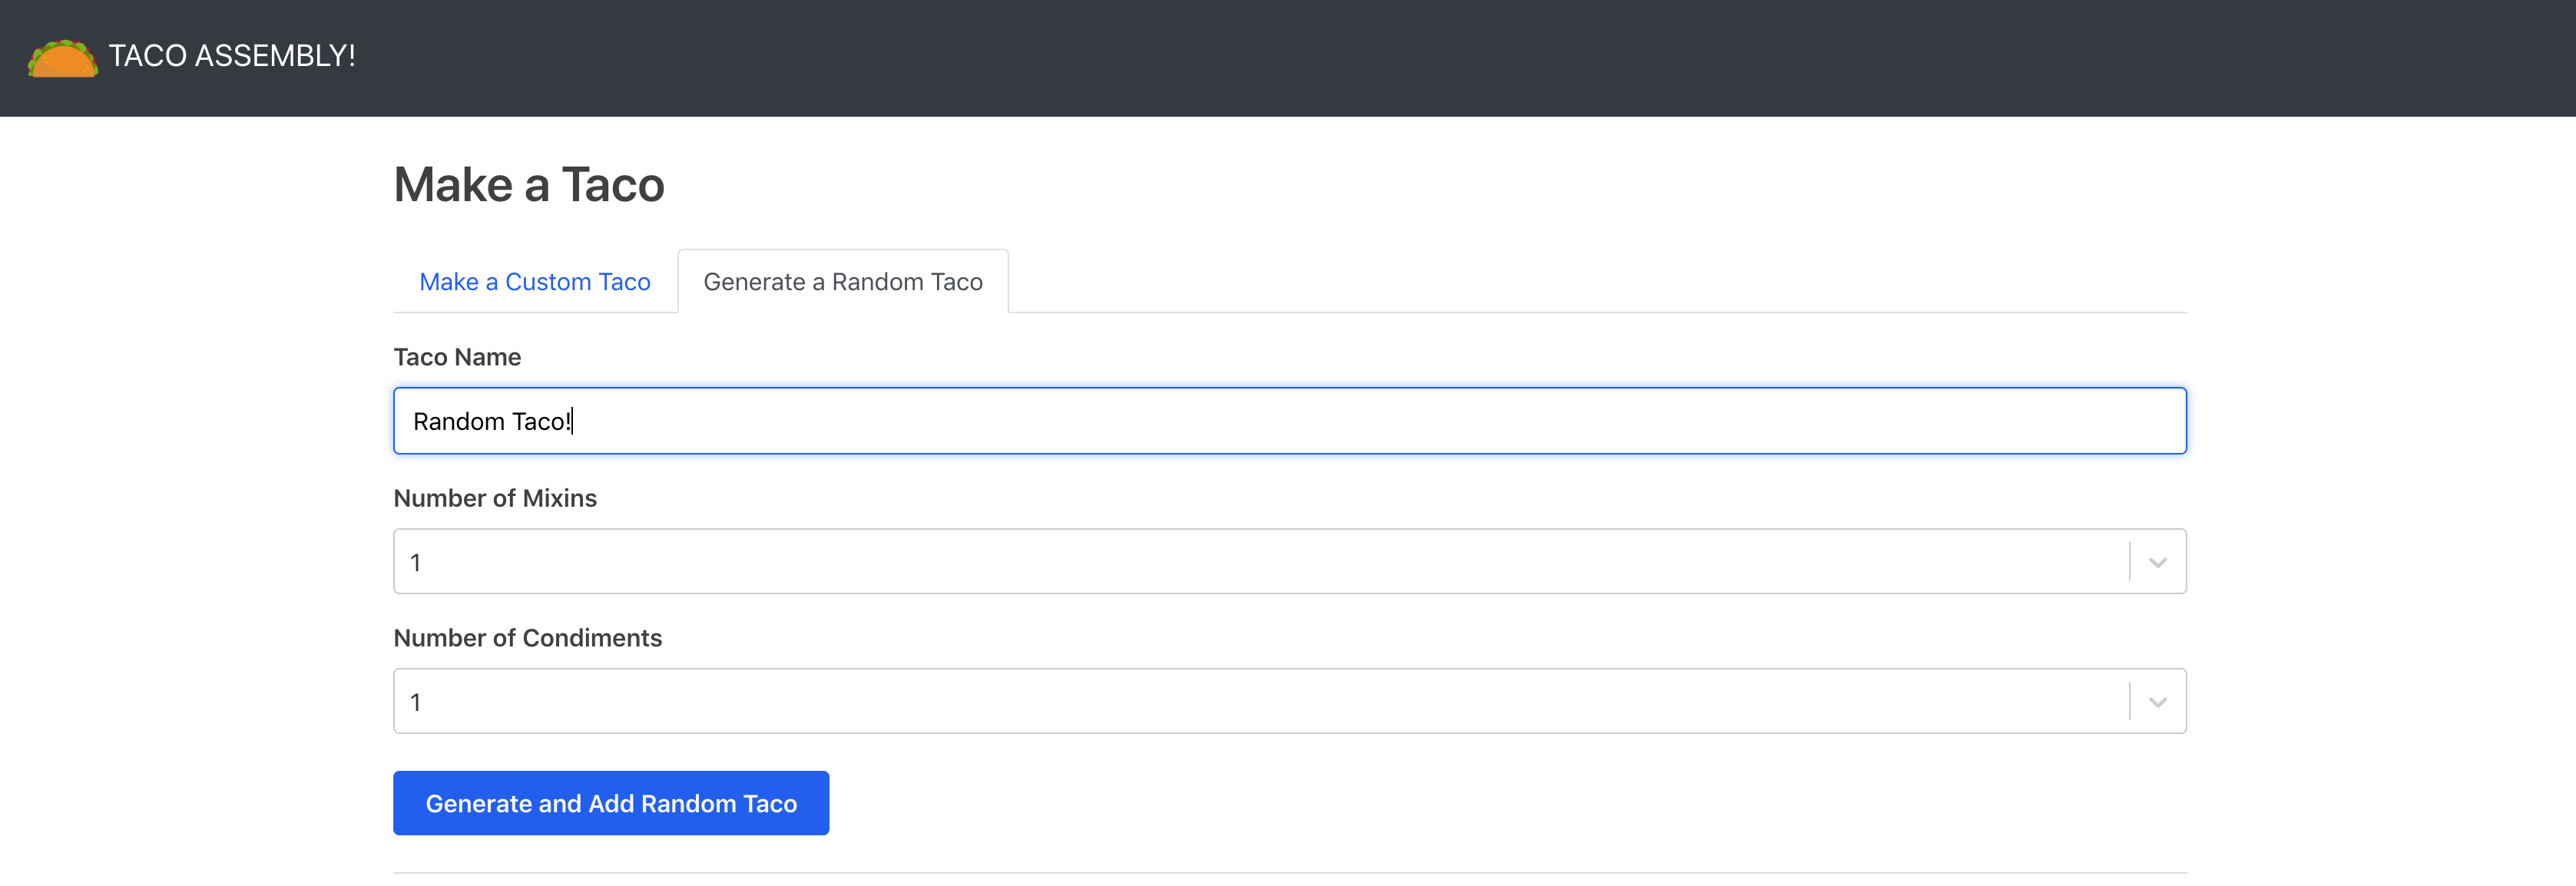 TACO ASSEMBLY!
Make a Taco
Make a Custom Taco
Generate a Random Taco
Taco Name
Random Taco!
Number of Mixins
1
Number of Condiments
1
Generate and Add Random Taco